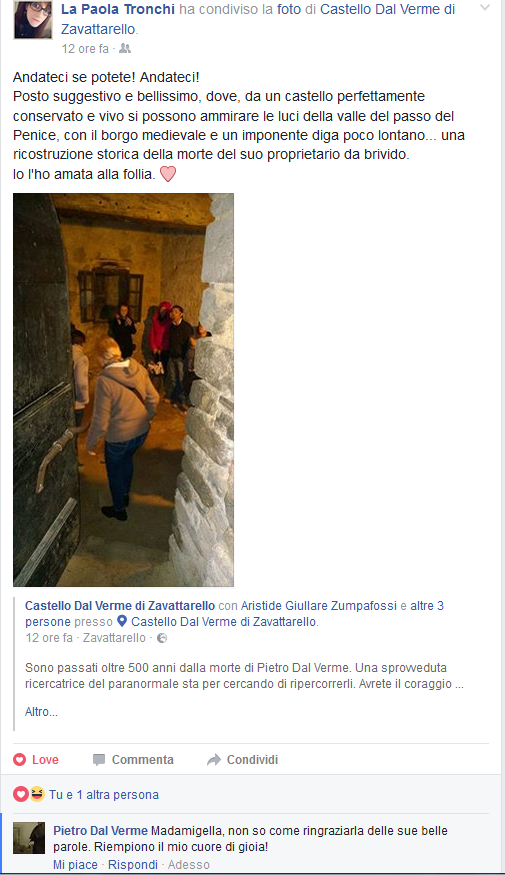 La Paola Tronchi ha condiviso la foto di Castello Dal Verme di
Zavattarello.
12 ore fa ·
Andateci se potete! Andateci!
Posto suggestivo e bellissimo, dove, da un castello perfettamente
conservato e vivo si possono ammirare le luci della valle del passo del
Penice, con il borgo medievale e un imponente diga poco lontano... una
ricostruzione storica della morte del suo proprietario da brivido.
Io l'ho amata alla follia.
Castello Dal Verme di Zavattarello con Aristide Giullare Zumpafossi e altre 3
persone presso Castello Dal Verme di Zavattarello.
12 ore fa · Zavattarello ·
Sono passati oltre 500 anni dalla morte di Pietro Dal Verme. Una sprovveduta
ricercatrice del paranormale sta per cercando di ripercorrerli. Avrete il coraggio ...
Altro...
Love Commenta Condividi
Tu e 1 altra persona
Pietro Dal Verme Madamigella, non so come ringraziarla delle sue belle
parole. Riempiono il mio cuore di gioia!
Mi piace · Rispondi · Adesso